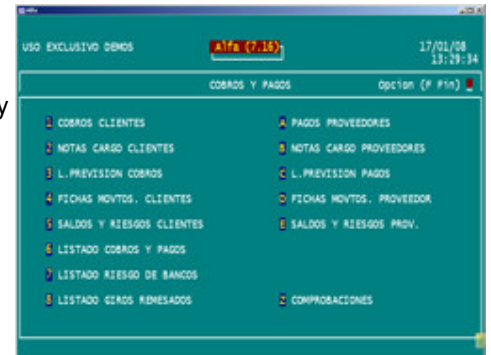 USO EXCLUSIVO DEMOS
Alfa (7.16)
17/01/08
13:29:34
COBROS Y PAGOS
Opcion (F Fin)
y
1 COBROS CLIENTES
2 NOTAS CARGO CLIENTES
3 L.PREVISION COBROS
4 FICHAS MOVTOS. CLIENTES
5 SALDOS Y RIESGOS CLIENTES
6 LISTADO COBROS Y PAGOS
7 LISTADO RIESGO DE BANCOS
8 LISTADO GIROS REMESADOS
A PAGOS PROVEEDORES
B NOTAS CARGO PROVEEDORES
C L.PREVISION PAGOS
D FICHAS MOVTOS. PROVEEDOR
E SALDOS Y RIESGOS PROV.
Z COMPROBACIONES